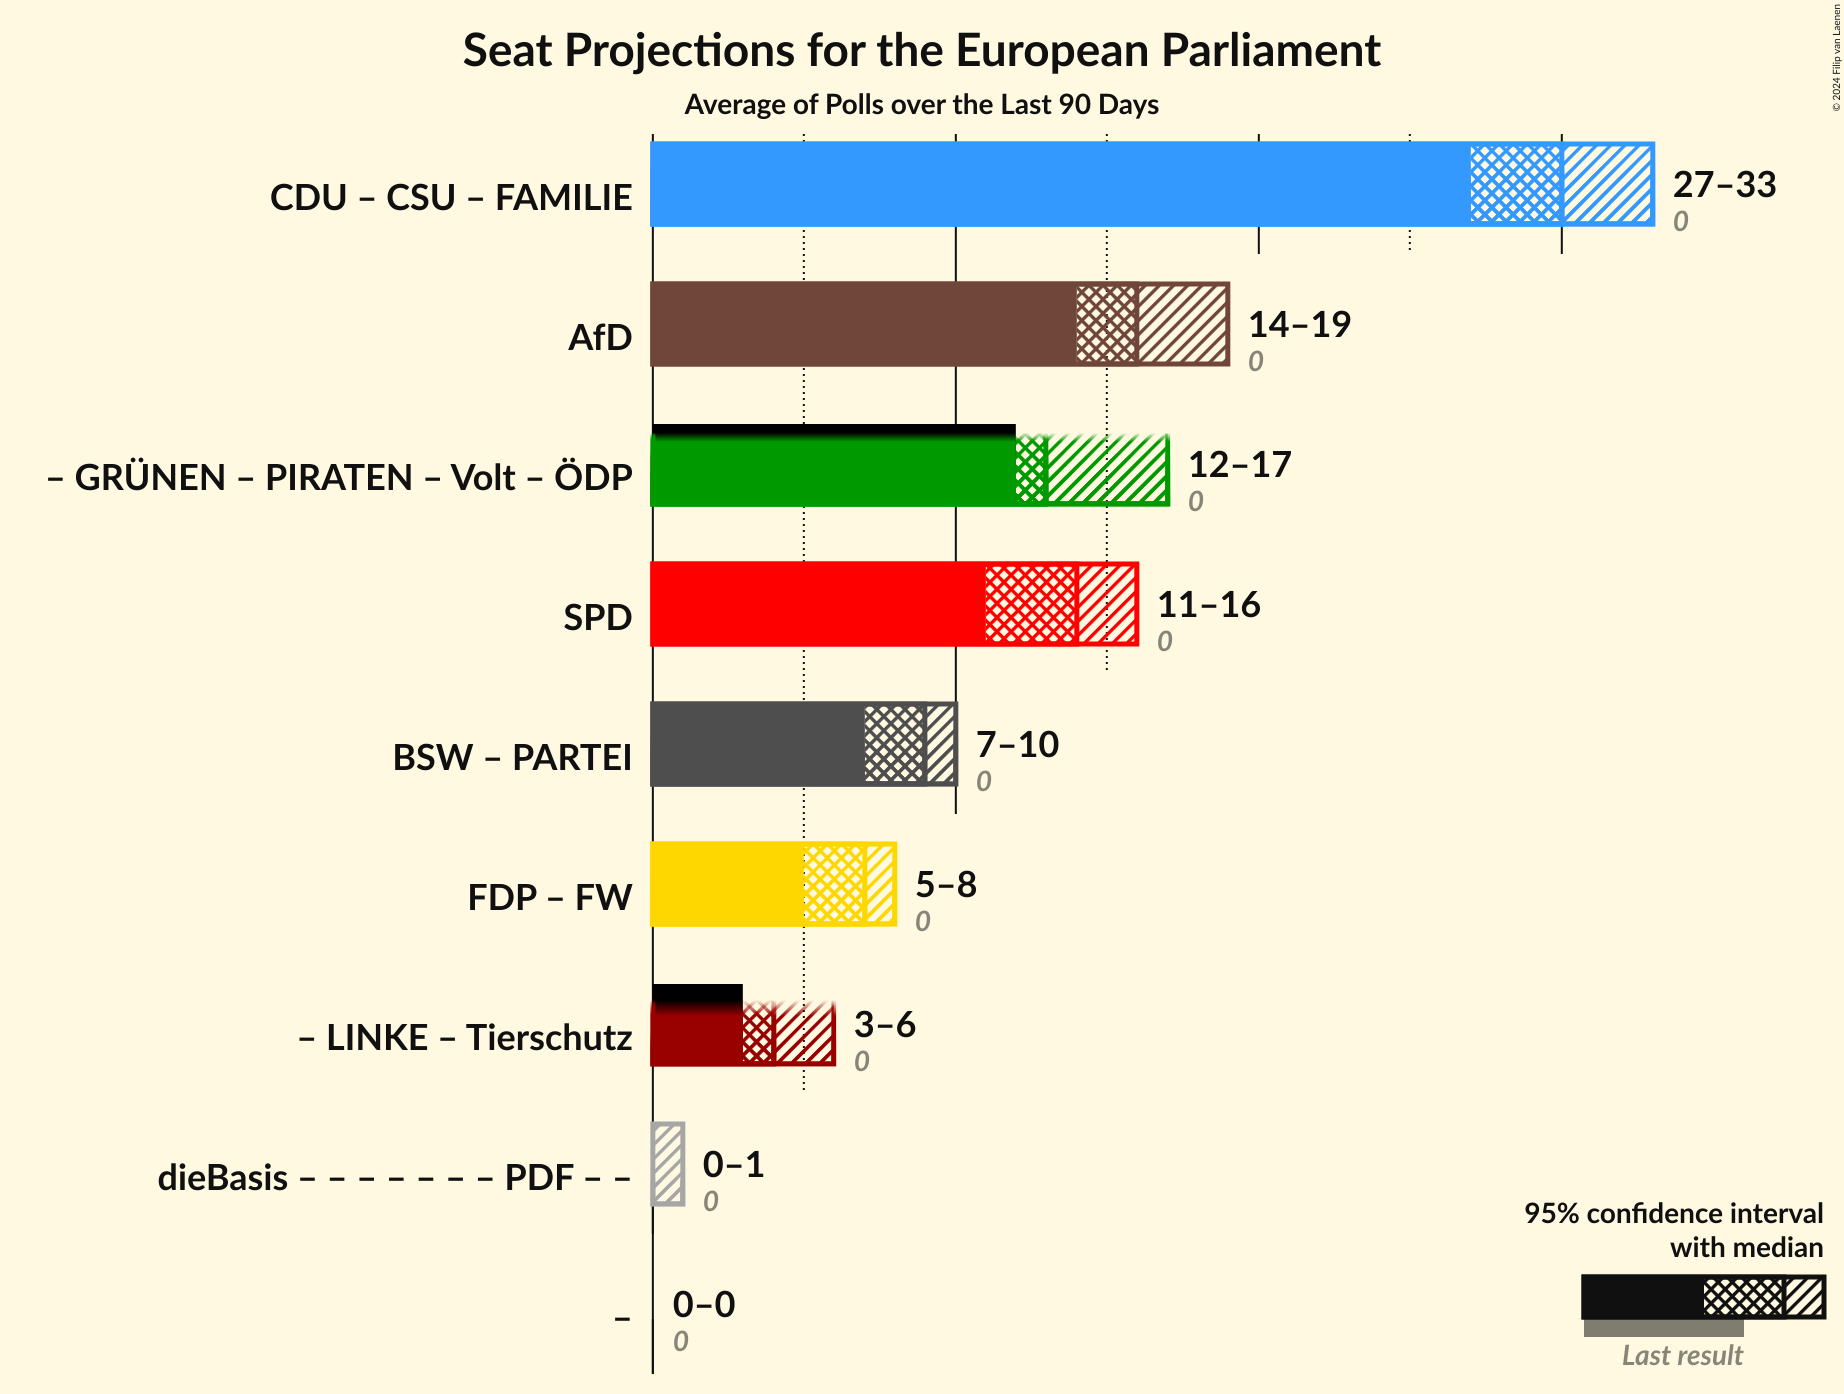 Seat Projections for the European Parliament
Average of Polls over the Last 90 Days
© 2024 Filip van Laenen
CDU – CSU – FAMILIE
27–33
0
AfD
14–19
0
– GRÜNEN – PIRATEN – Volt – ÖDP
12–17
0
SPD
11–16
0
BSW – PARTEI
7–10
0
FDP – FW
5–8
0
– LINKE – Tierschutz
3–6
0
dieBasis – – – – – – – PDF – –
0–1
0
–
0–0
0
95% confidence interval
with median
Last result